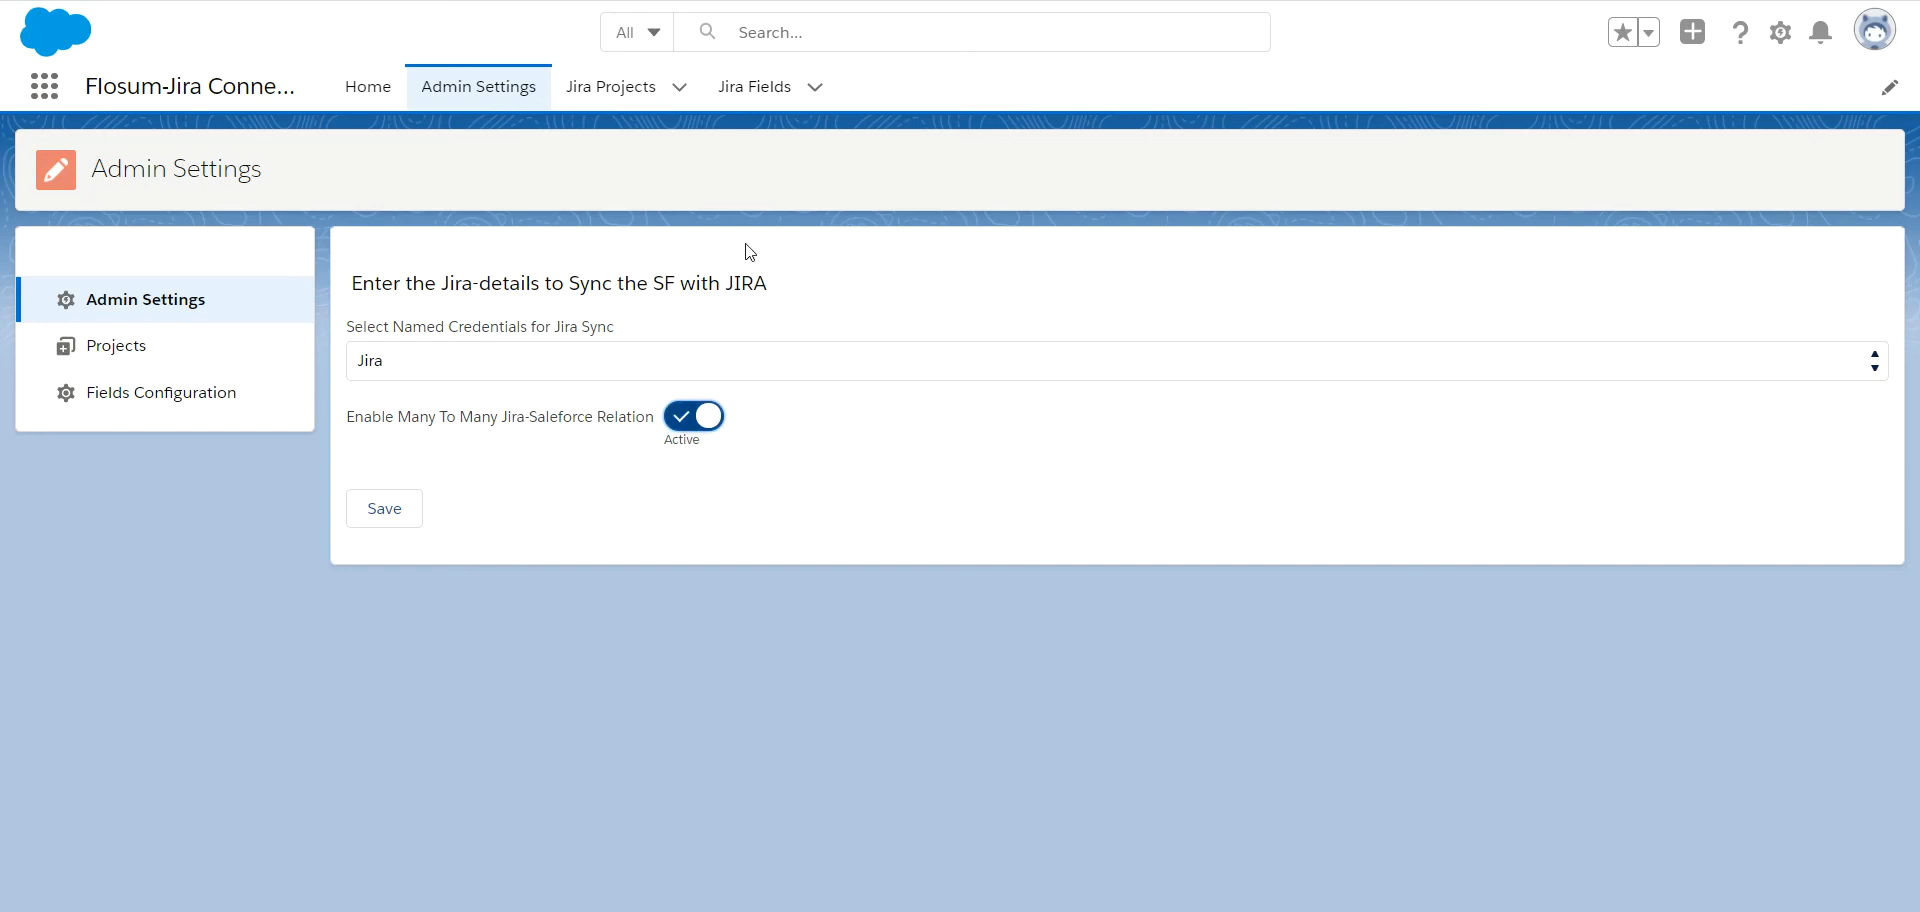 All
Search...
Flosum-Jira Conne...
Home
Admin Settings
Jira Projects
Jira Fields
Admin Settings
Admin Settings
Projects
Fields Configuration
Enter the Jira-details to Sync the SF with JIRA
Select Named Credentials for Jira Sync
Jira
Enable Many To Many Jira-Saleforce Relation
Active
Save